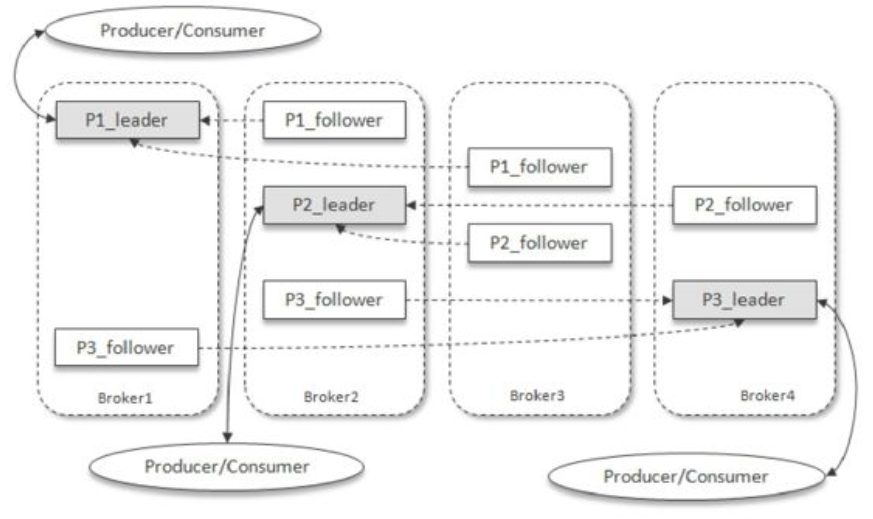 Producer/Consumer
P1_leader
P1_follower
P1_follower
P2_leader
P2_follower
P2_follower
P3_follower
P3_leader
P3_follower
Broker1
Broker2
Broker3
Broker4
Producer/Consumer
Producer/Consumer